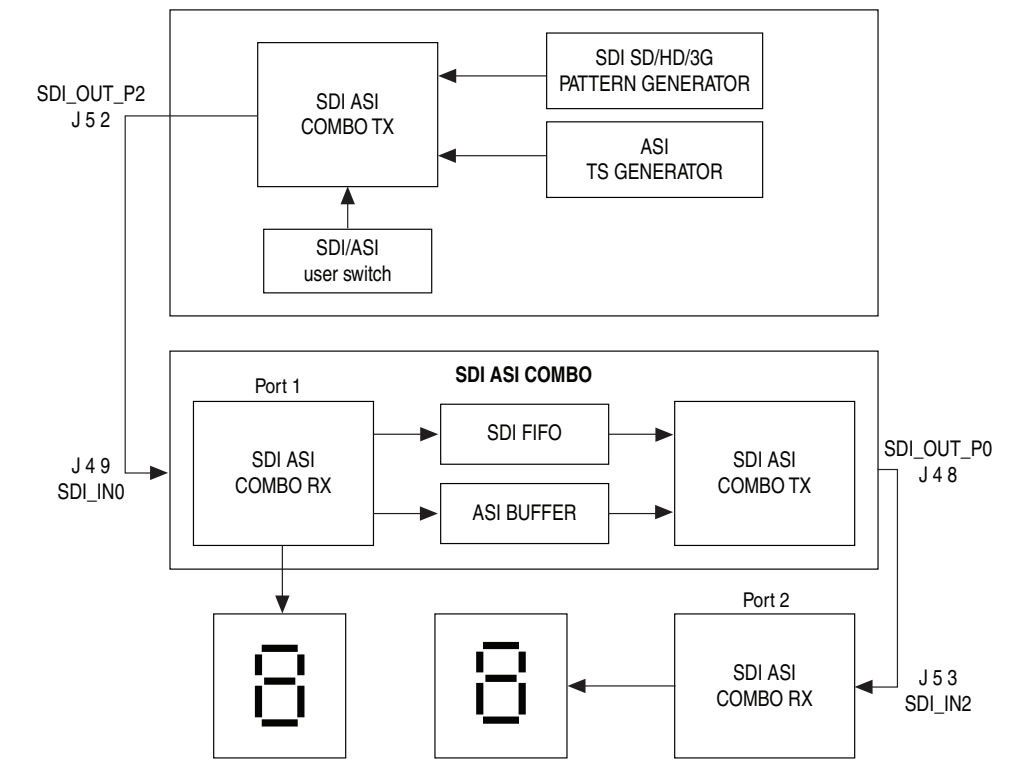 SDI_OUT_P2
J 5 2
SDI ASI
COMBO TX
SDI SD/HD/3G
PATTERN GENERATOR
ASI
TS GENERATOR
SDI/ASI
user switch
SDI ASI COMBO
Port 1
SDI ASI
COMBO RX
SDI FIFO
ASI BUFFER
SDI ASI
COMBO TX
J 4 9
SDI_IN0
SDI_OUT_P0
J 4 8
Port 2
8
8
SDI ASI
COMBO RX
J 5 3
SDI_IN2